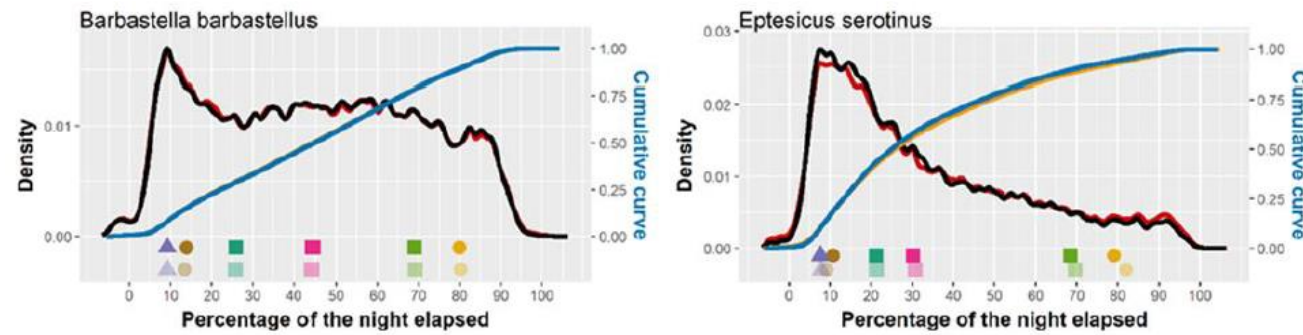 Barbastella barbastellus
Density
0.01
0.00
1.00
0.75
0.50
0.25
0.00
Cumulative curve
0 10 20 30 40 50 60 70 80 90 100
Percentage of the night elapsed
Eptesicus serotinus
Density
0.03
0.02
0.01
0.00
1.00
0.75
0.50
0.25
0.00
Cumulative curve
0 10 20 30 40 50 60 70 80 90 100
Percentage of the night elapsed